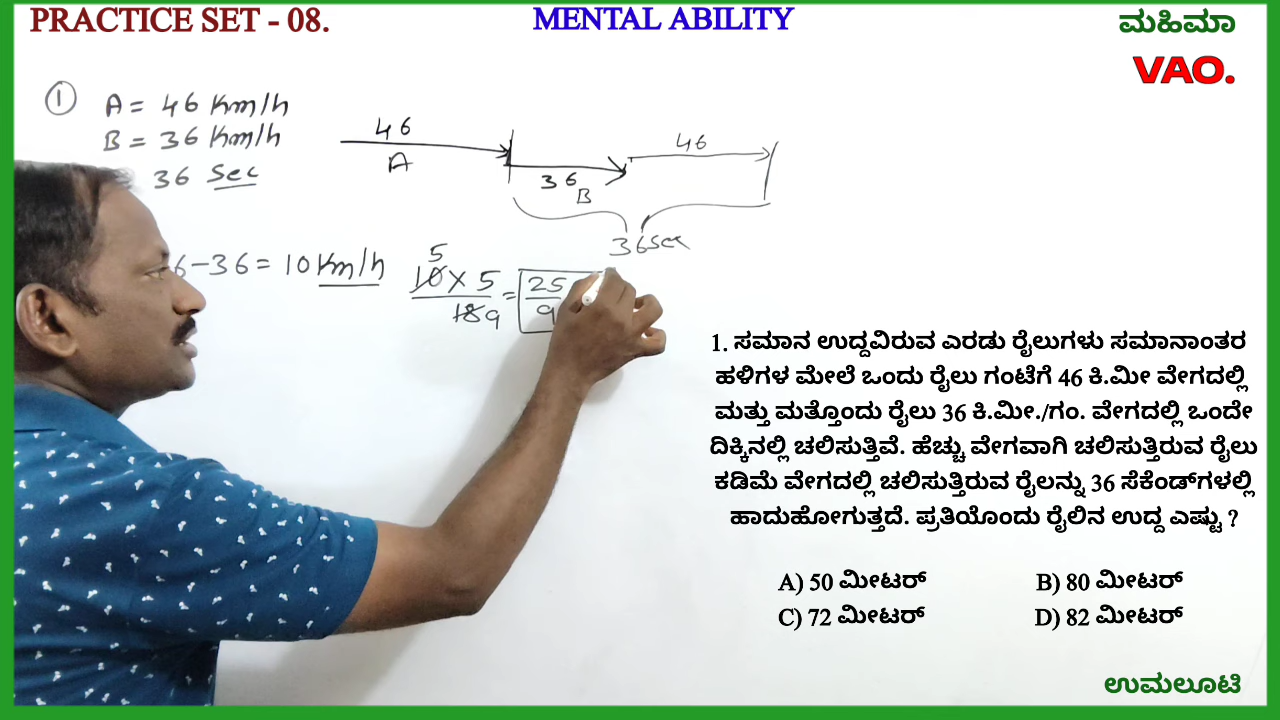 PRACTICE SET - 08.
MENTAL ABILITY
ಮಹಿಮಾ
VAO.
1 A = 46 Km/h
B = 36 Km/h
36 Sec
46
A
36
B
46
36 Sec
6 - 36 = 10 Km/h
5
10 x 5
18 9
= 25
9
1. ಸಮಾನ ಉದ್ದವಿರುವ ಎರಡು ರೈಲುಗಳು ಸಮಾನಾಂತರ
ಹಳಿಗಳ ಮೇಲೆ ಒಂದು ರೈಲು ಗಂಟೆಗೆ 46 ಕಿ.ಮೀ ವೇಗದಲ್ಲಿ
ಮತ್ತು ಮತ್ತೊಂದು ರೈಲು 36 ಕಿ.ಮೀ./ಗಂ. ವೇಗದಲ್ಲಿ ಒಂದೇ
ದಿಕ್ಕಿನಲ್ಲಿ ಚಲಿಸುತ್ತಿವೆ. ಹೆಚ್ಚು ವೇಗವಾಗಿ ಚಲಿಸುತ್ತಿರುವ ರೈಲು
ಕಡಿಮೆ ವೇಗದಲ್ಲಿ ಚಲಿಸುತ್ತಿರುವ ರೈಲನ್ನು 36 ಸೆಕೆಂಡ್‌ಗಳಲ್ಲಿ
ಹಾದುಹೋಗುತ್ತದೆ. ಪ್ರತಿಯೊಂದು ರೈಲಿನ ಉದ್ದ ಎಷ್ಟು ?
A) 50 ಮೀಟರ್ B) 80 ಮೀಟರ್
C) 72 ಮೀಟರ್ D) 82 ಮೀಟರ್
ಉಮಲೂಟಿ